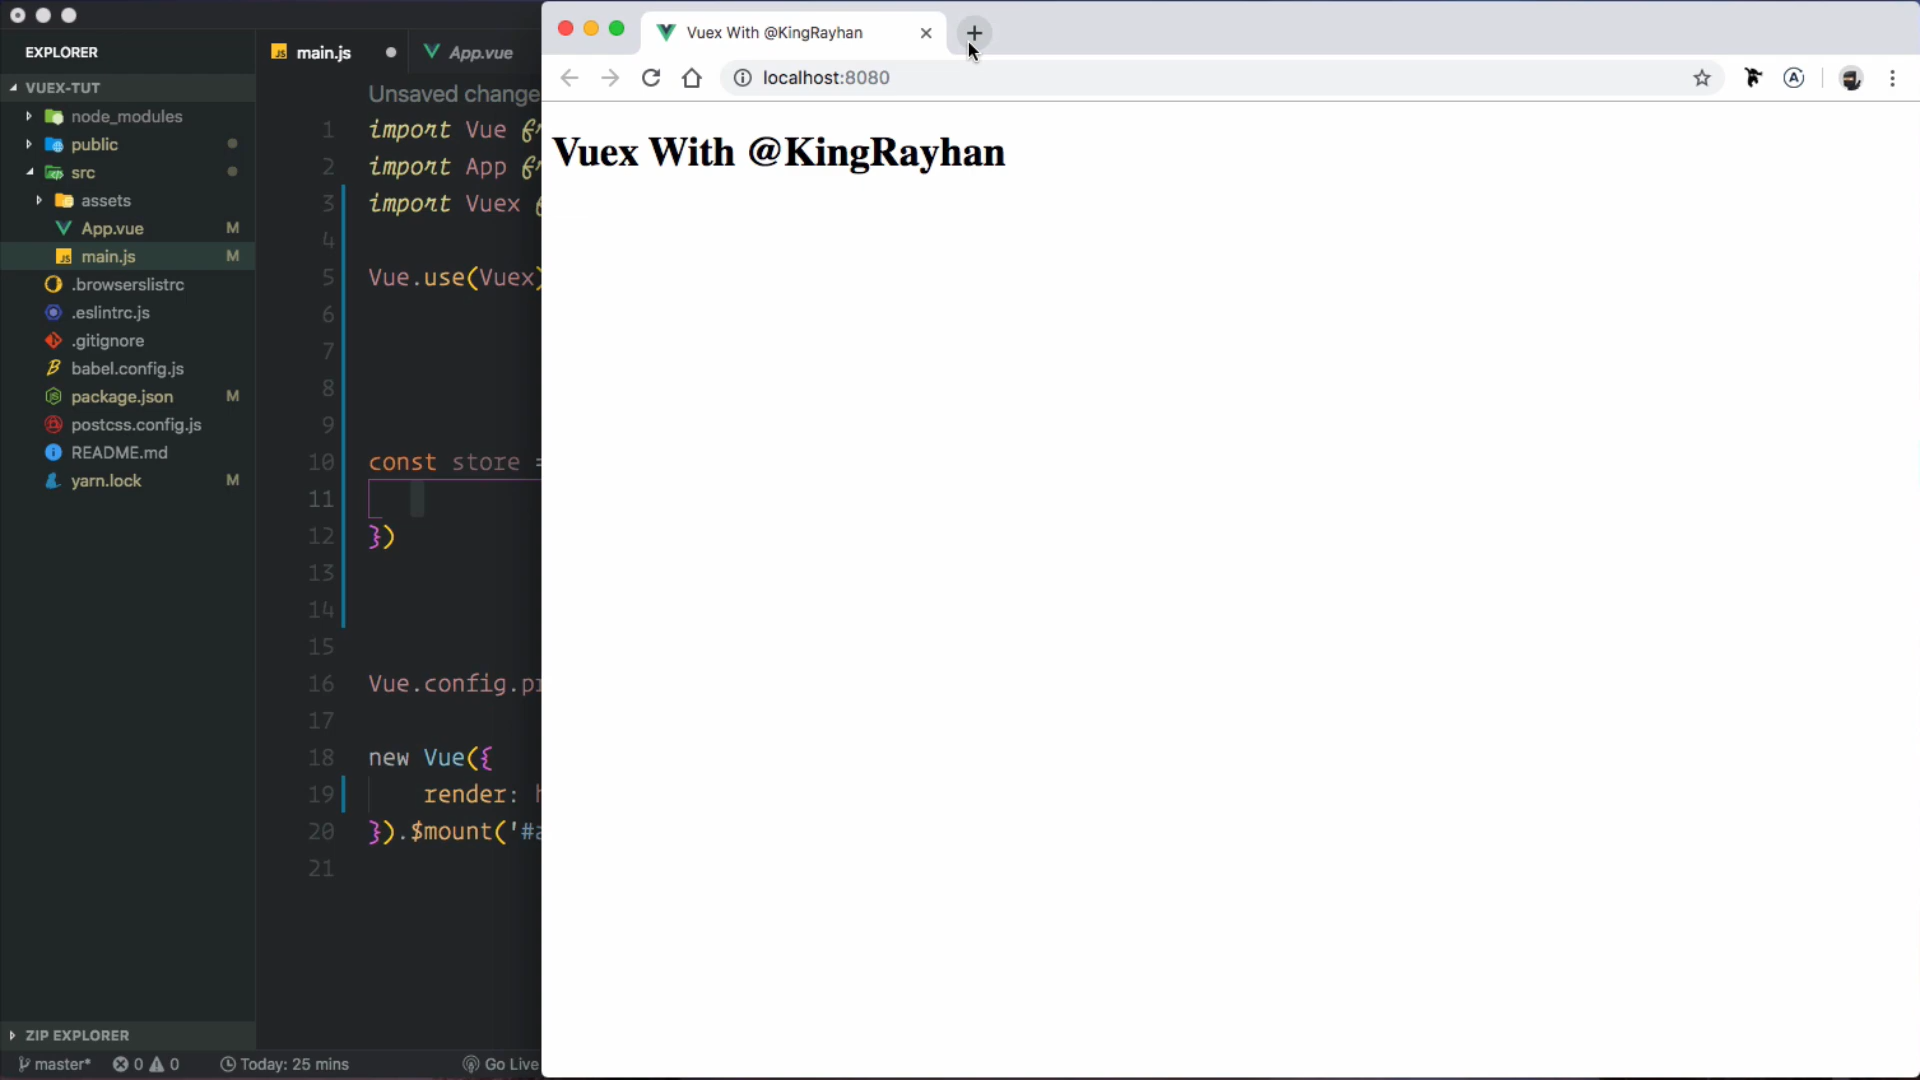 EXPLORER
VUEX-TUT
node_modules
public
src
assets
App.vue M
main.js M
.browserslistrc
.eslintrc.js
.gitignore
babel.config.js
package.json M
postcss.config.js
README.md
yarn.lock M
ZIP EXPLORER
master* 0 0 Today: 25 mins Go Live
main.js App.vue
Unsaved change
1 import Vue
2 import App
3 import Vuex
4
5 Vue.use(Vuex)
6
7
8
9
10 const store =
11
12 })
13
14
15
16 Vue.config.
17
18 new Vue({
19 render:
20 }).$mount('#
21
Vuex With @KingRayhan
localhost:8080
Vuex With @KingRayhan